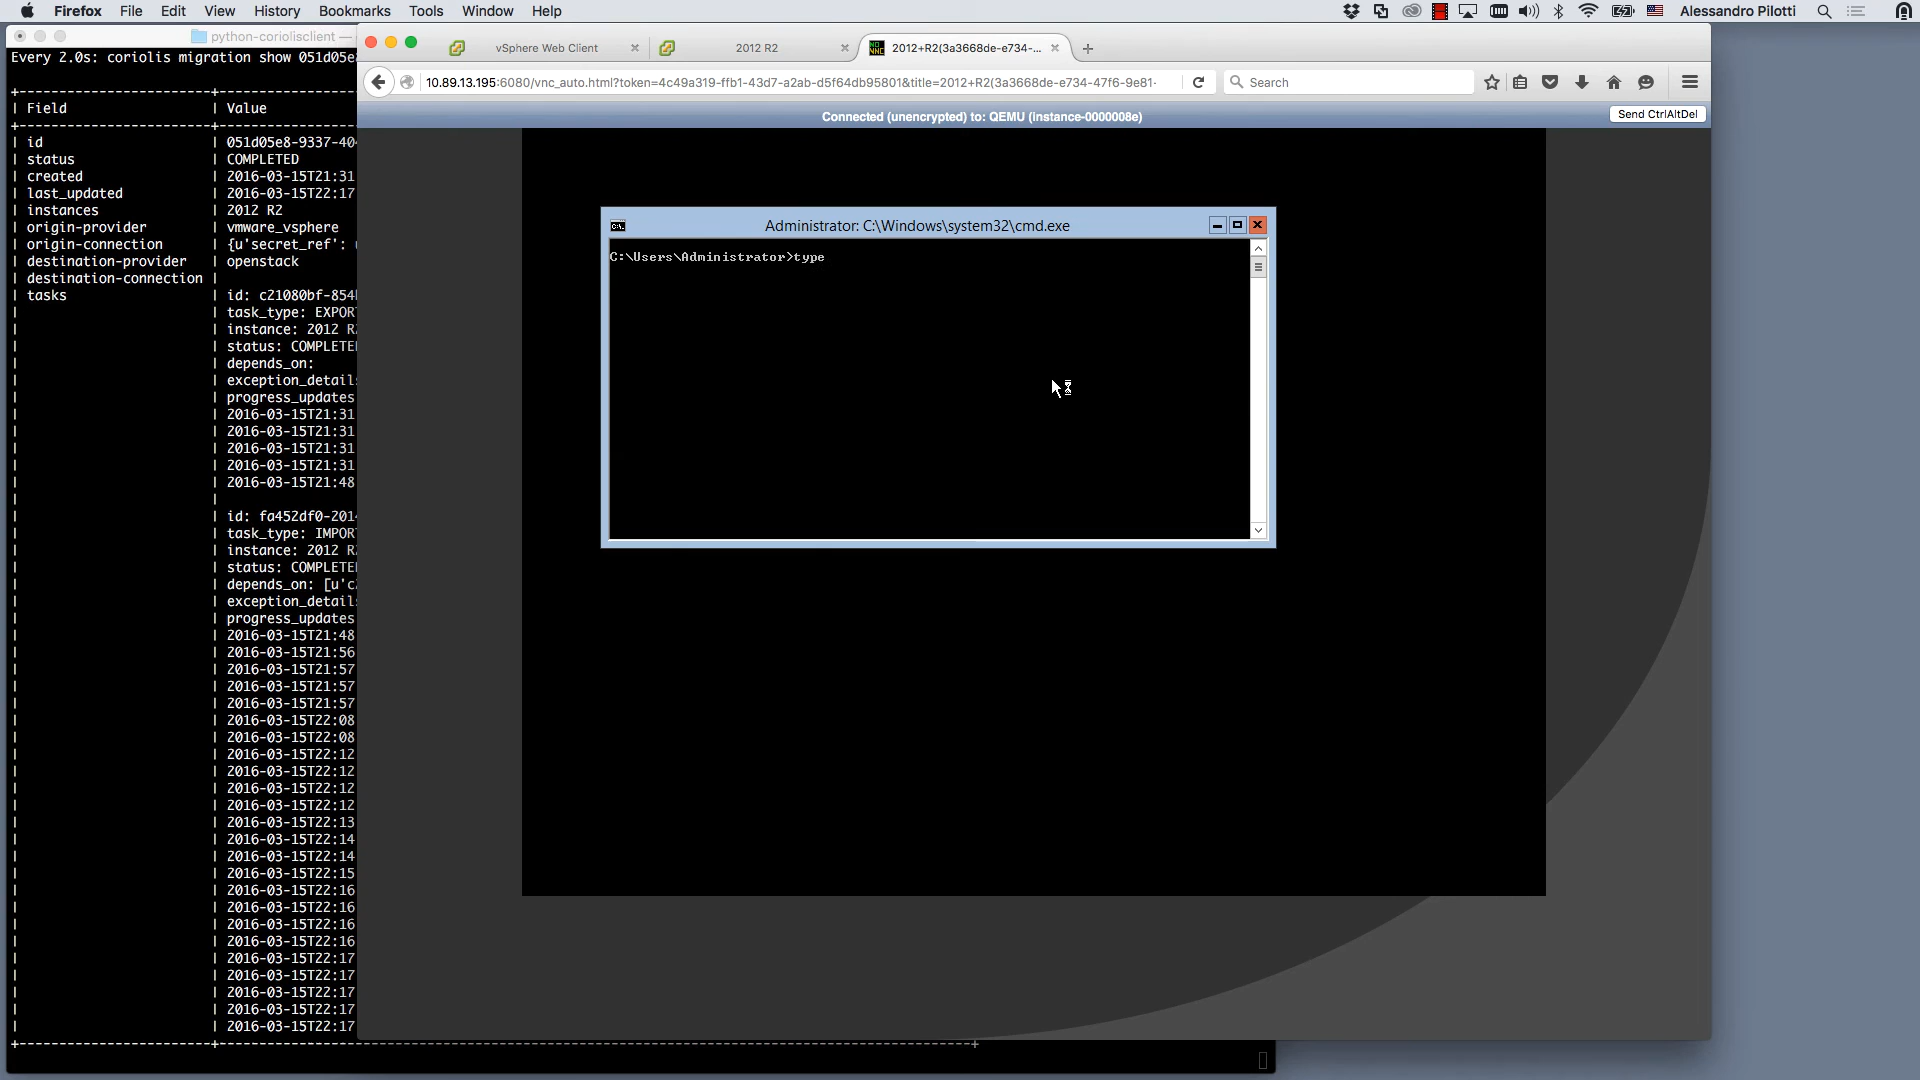 Firefox File Edit View History Bookmarks Tools Window Help Alessandro Pilotti
python-coriolisclient —
Every 2.0s: coriolis migration show 051d05e8
vSphere Web Client
2012 R2
2012+R2(3a3668de-e734-...
10.89.13.195:6080/vnc_auto.html?token=4c49a319-ffb1-43d7-a2ab-d5f64db95801&title=2012+R2(3a3668de-e734-47f6-9e81-
Search
Connected (unencrypted) to: QEMU (instance-0000008e)
Send CtrlAltDel
Administrator: C:\Windows\system32\cmd.exe
C:\Users\Administrator>type
| Field | Value
| id | 051d05e8-9337-40
| status | COMPLETED
| created | 2016-03-15T21:31
| last_updated | 2016-03-15T22:17
| instances | 2012 R2
| origin-provider | vmware_vsphere
| origin-connection | {u'secret_ref':
| destination-provider | openstack
| destination-connection |
| tasks | id: c21080bf-854
| | task_type: EXPORT
| | instance: 2012 R2
| | status: COMPLETE
| | depends_on:
| | exception_details
| | progress_updates
| | 2016-03-15T21:31
| | 2016-03-15T21:31
| | 2016-03-15T21:31
| | 2016-03-15T21:31
| | 2016-03-15T21:48
| |
| | id: fa452df0-201
| | task_type: IMPORT
| | instance: 2012 R2
| | status: COMPLETE
| | depends_on: [u'c
| | exception_details
| | progress_updates
| | 2016-03-15T21:48
| | 2016-03-15T21:56
| | 2016-03-15T21:57
| | 2016-03-15T21:57
| | 2016-03-15T21:57
| | 2016-03-15T22:08
| | 2016-03-15T22:08
| | 2016-03-15T22:12
| | 2016-03-15T22:12
| | 2016-03-15T22:12
| | 2016-03-15T22:12
| | 2016-03-15T22:13
| | 2016-03-15T22:14
| | 2016-03-15T22:14
| | 2016-03-15T22:15
| | 2016-03-15T22:16
| | 2016-03-15T22:16
| | 2016-03-15T22:16
| | 2016-03-15T22:16
| | 2016-03-15T22:17
| | 2016-03-15T22:17
| | 2016-03-15T22:17
| | 2016-03-15T22:17
| | 2016-03-15T22:17